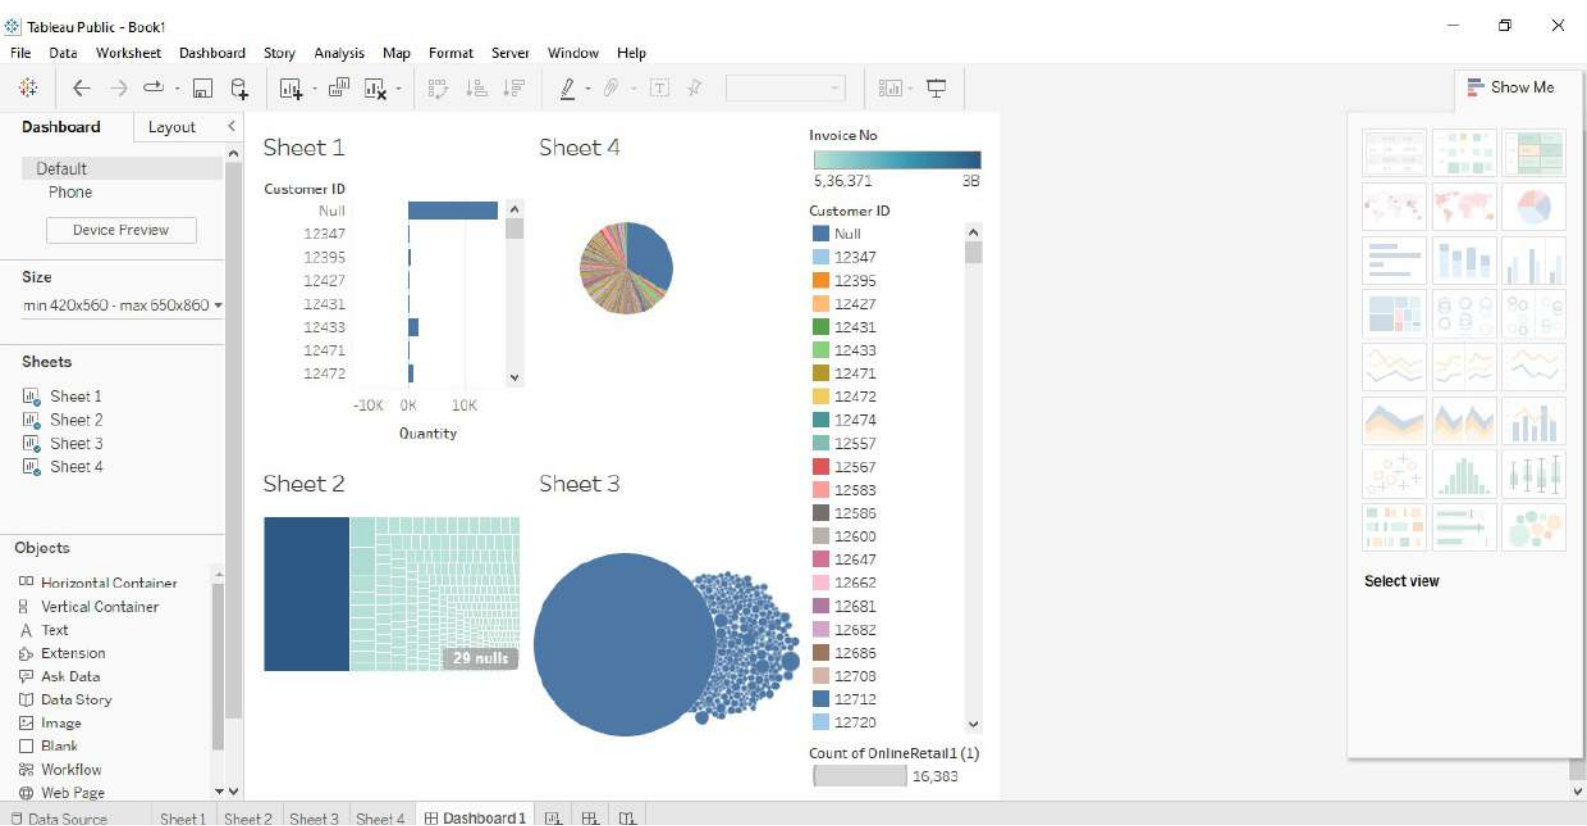 Tableau Public - Book1
File Data Worksheet Dashboard Story Analysis Map Format Server Window Help
Show Me
Dashboard Layout
Default
Phone
Device Preview
Size
min 420x560 - max 650x860
Sheets
Sheet 1
Sheet 2
Sheet 3
Sheet 4
Objects
Horizontal Container
Vertical Container
A Text
Extension
Ask Data
Data Story
Image
Blank
Workflow
Web Page
Sheet 1
Customer ID
Null
12347
12395
12427
12431
12433
12471
12472
-10K 0K 10K
Quantity
Sheet 4
Sheet 2
29 nulls
Sheet 3
Invoice No
5,36,371 3B
Customer ID
Null
12347
12395
12427
12431
12433
12471
12472
12474
12557
12567
12583
12586
12600
12647
12662
12681
12682
12686
12708
12712
12720
Count of OnlineRetail1 (1)
16,383
Select view
Data Source Sheet 1 Sheet 2 Sheet 3 Sheet 4 Dashboard 1